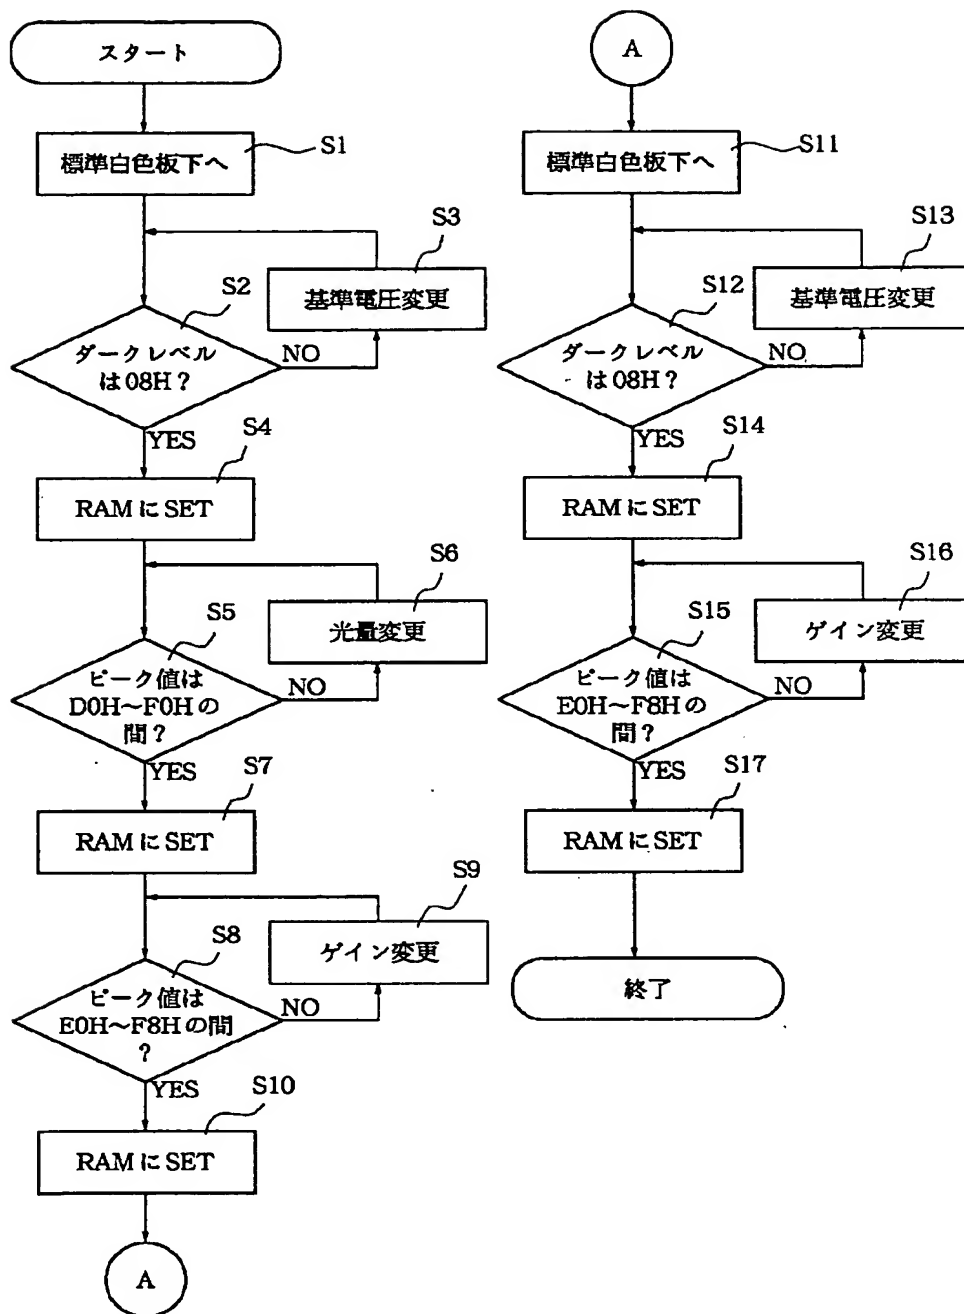 スタート
標準白色板下へ
S1
S3
基準電圧変更
S2
ダークレベル
は08H？
NO
YES
S4
RAMにSET
S6
光量変更
S5
ピーク値は
D0H～F0Hの
間？
NO
YES
S7
RAMにSET
S9
ゲイン変更
S8
ピーク値は
E0H～F8Hの間
？
NO
YES
S10
RAMにSET
A
A
標準白色板下へ
S11
S13
基準電圧変更
S12
ダークレベル
は08H？
NO
YES
S14
RAMにSET
S16
ゲイン変更
S15
ピーク値は
E0H～F8Hの
間？
NO
YES
S17
RAMにSET
終了